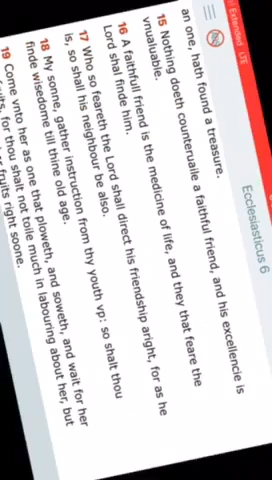 Extended LTE
Ecclesiasticus 6
an one, hath found a treasure.
15 Nothing doeth counteruaile a faithful friend, and his excellencie is
vnualuable.
16 A faithfull friend is the medicine of life, and they that feare the
Lord shal finde him.
17 Who so feareth the Lord shall direct his friendship aright, for as he
is, so shall his neighbour be also.
18 My sonne, gather instruction from thy youth vp: so shalt thou
finde wisedome till thine old age.
19 Come vnto her as one that ploweth, and soweth, and wait for her
fruits, for thou shalt not toile much in labouring about her, but
fruits right soone.